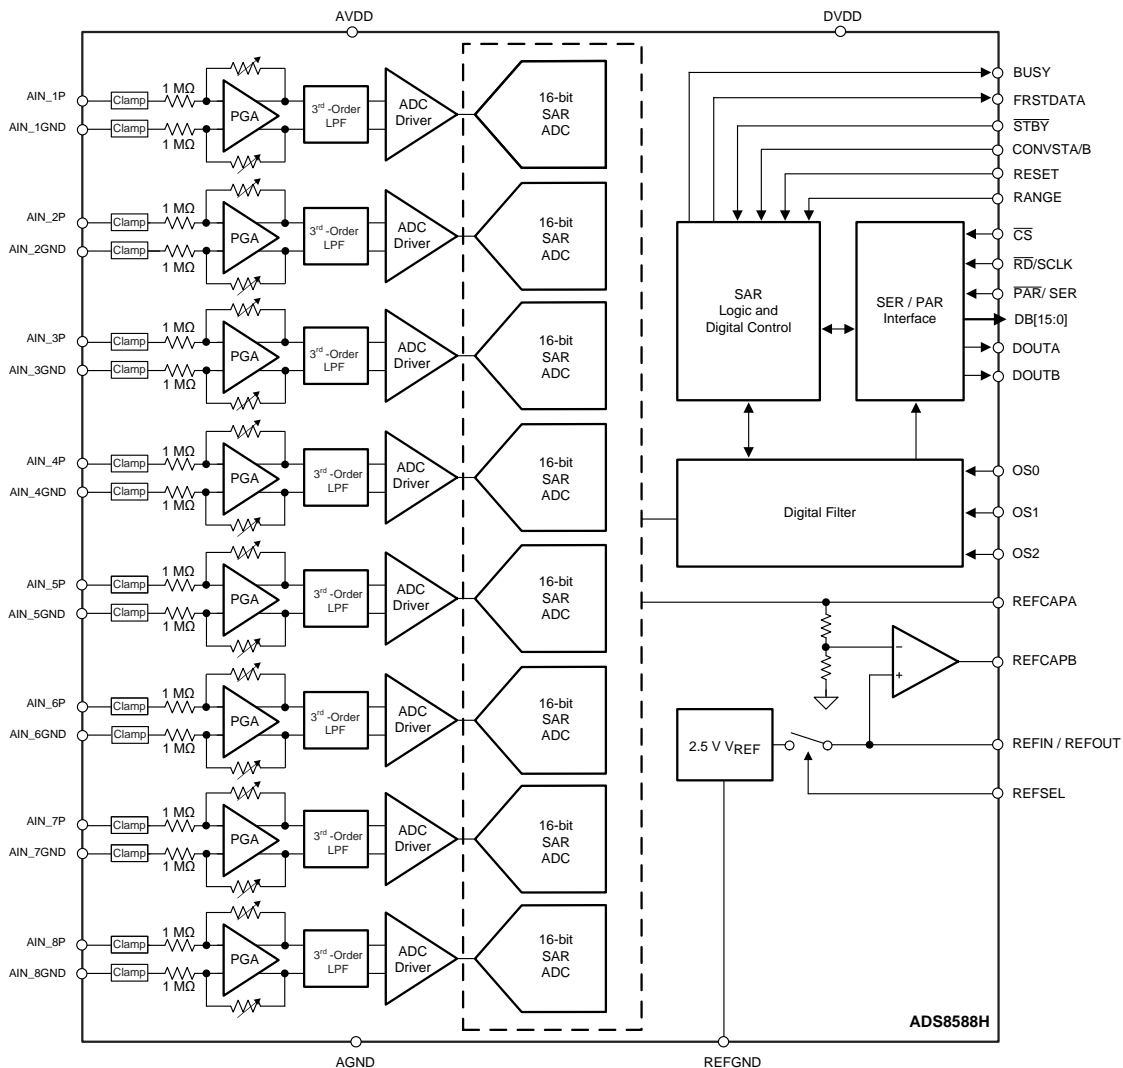 AVDD
DVDD
AIN_1P
Clamp
1 MΩ
AIN_1GND
Clamp
1 MΩ
PGA
3rd -Order
LPF
ADC
Driver
16-bit
SAR
ADC
AIN_2P
Clamp
1 MΩ
AIN_2GND
Clamp
1 MΩ
PGA
3rd -Order
LPF
ADC
Driver
16-bit
SAR
ADC
AIN_3P
Clamp
1 MΩ
AIN_3GND
Clamp
1 MΩ
PGA
3rd -Order
LPF
ADC
Driver
16-bit
SAR
ADC
AIN_4P
Clamp
1 MΩ
AIN_4GND
Clamp
1 MΩ
PGA
3rd -Order
LPF
ADC
Driver
16-bit
SAR
ADC
AIN_5P
Clamp
1 MΩ
AIN_5GND
Clamp
1 MΩ
PGA
3rd -Order
LPF
ADC
Driver
16-bit
SAR
ADC
AIN_6P
Clamp
1 MΩ
AIN_6GND
Clamp
1 MΩ
PGA
3rd -Order
LPF
ADC
Driver
16-bit
SAR
ADC
AIN_7P
Clamp
1 MΩ
AIN_7GND
Clamp
1 MΩ
PGA
3rd -Order
LPF
ADC
Driver
16-bit
SAR
ADC
AIN_8P
Clamp
1 MΩ
AIN_8GND
Clamp
1 MΩ
PGA
3rd -Order
LPF
ADC
Driver
16-bit
SAR
ADC
BUSY
FRSTDATA
STBY
CONVSTA/B
RESET
RANGE
CS
RD/SCLK
PAR/ SER
DB[15:0]
DOUTA
DOUTB
SAR
Logic and
Digital Control
SER / PAR
Interface
Digital Filter
OS0
OS1
OS2
REFCAPA
−
+
REFCAPB
2.5 V VREF
REFIN / REFOUT
REFSEL
ADS8588H
AGND
REFGND